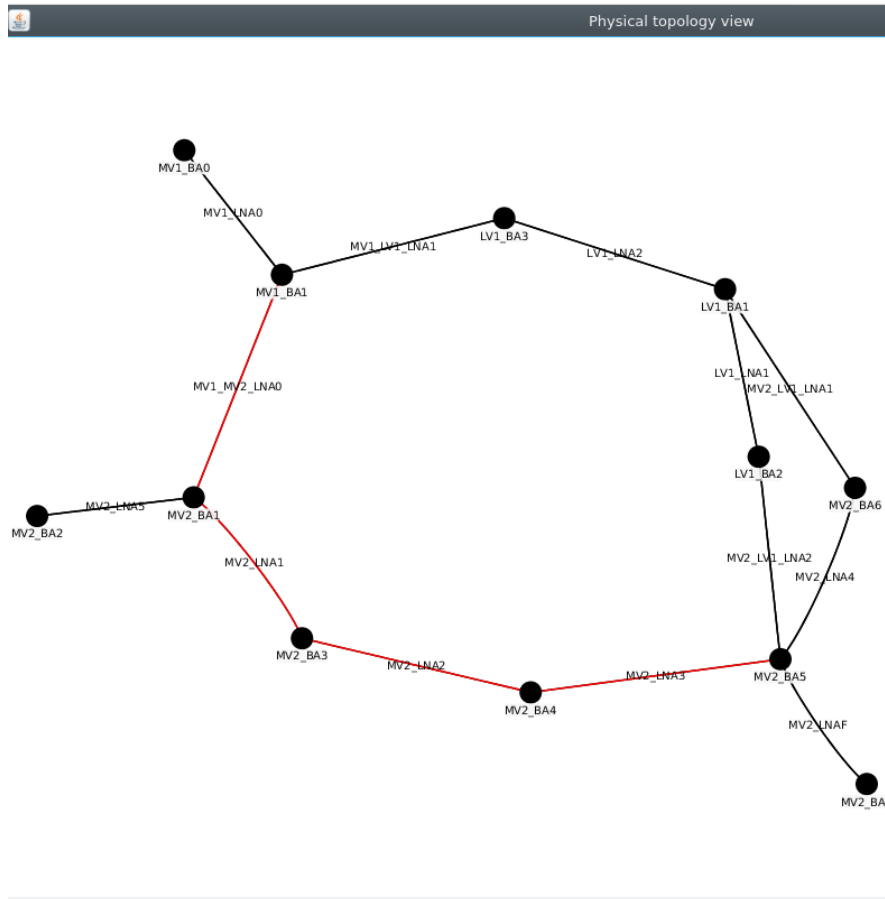 Physical topology view
MV1_BA0
MV1_LNA0
LV1_BA3
MV1_LV1_LNA1
LV1_LNA2
MV1_BA1
LV1_BA1
LV1_LNA1
MV1_MV2_LNA0
MV2_LV1_LNA1
LV1_BA2
MV2_LNA5
MV2_BA1
MV2_BA6
MV2_BA2
MV2_LV1_LNA2
MV2_LNA1
MV2_LNA4
MV2_BA3
MV2_LNA2
MV2_LNA3
MV2_BA5
MV2_BA4
MV2_LNAF
MV2_BA